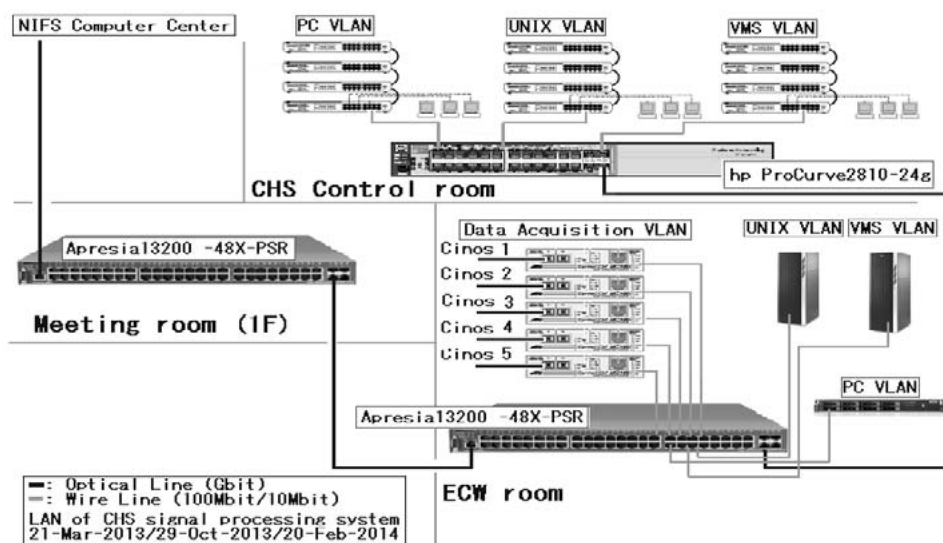 NIFS Computer Center
PC VLAN
UNIX VLAN
VMS VLAN
hp ProCurve2810-24g
CHS Control room
Apresia13200 -48X-PSR
Meeting room (1F)
Data Acquisition VLAN
Cinos 1
Cinos 2
Cinos 3
Cinos 4
Cinos 5
UNIX VLAN
VMS VLAN
PC VLAN
Apresia13200 -48X-PSR
ECW room
: Optical Line (Gbit)
: Wire Line (100Mbit/10Mbit)
LAN of CHS signal processing system
21-Mar-2013/29-Oct-2013/20-Feb-2014